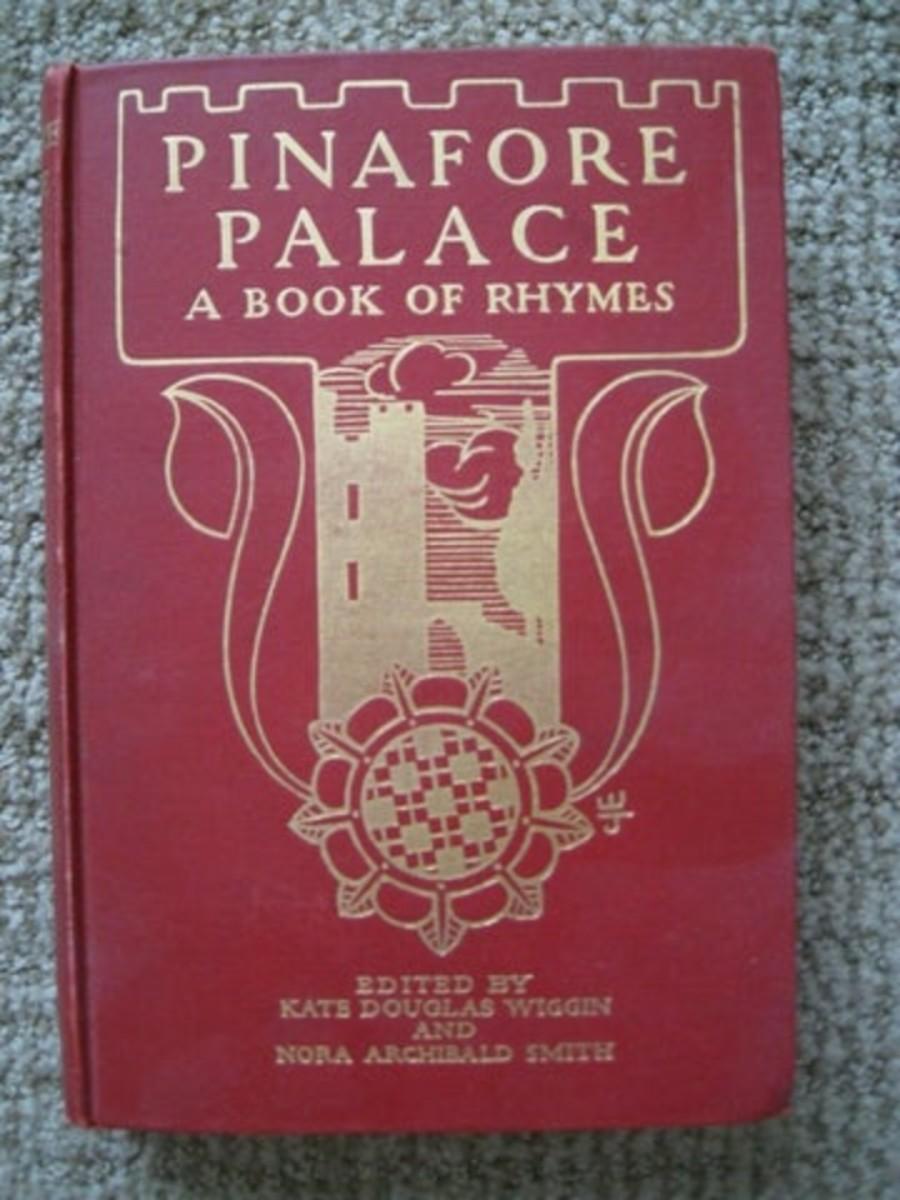 PINAFORE
PALACE
A BOOK OF RHYMES
EDITED BY
KATE DOUGLAS WIGGIN
AND
NORA ARCHIBALD SMITH